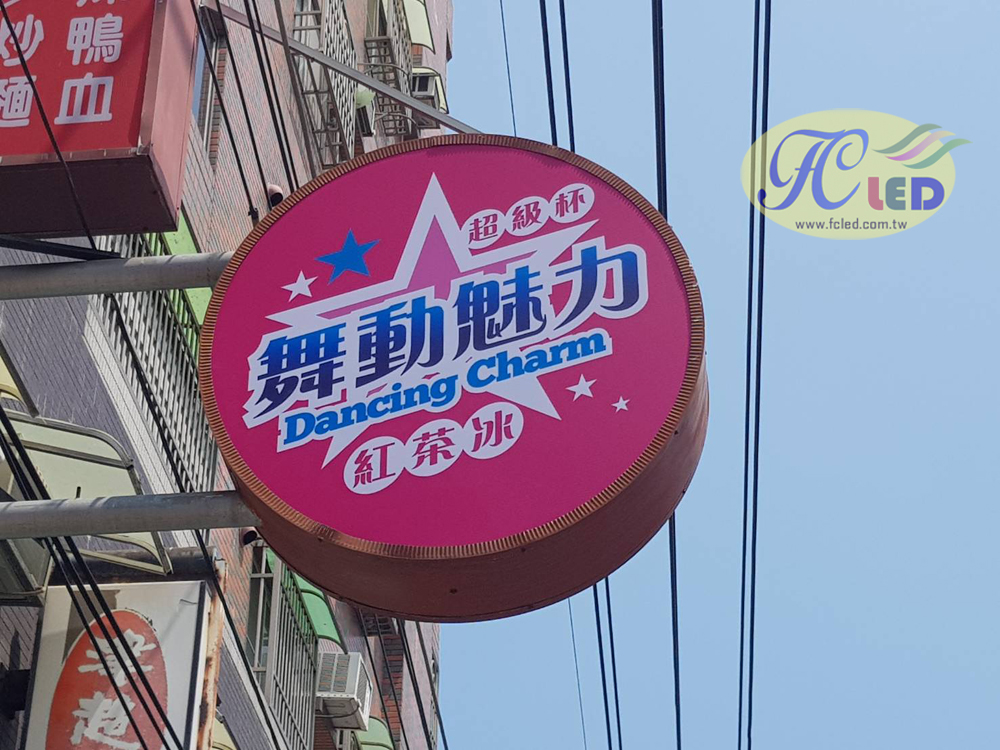 炒麵
鴨血
超級杯
舞動魅力
Dancing Charm
紅茶冰
FC LED
www.fcled.com.tw